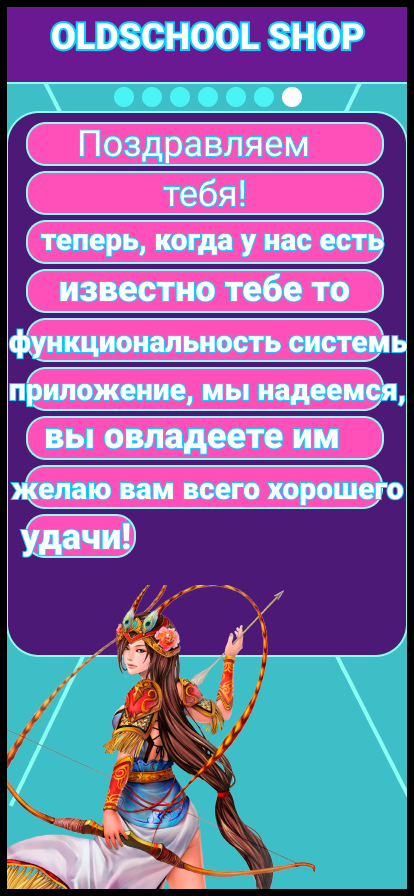 OLDSCHOOL SHOP
Поздравляем
тебя!
теперь, когда у нас есть
известно тебе то
функциональность системы
приложение, мы надеемся,
вы овладеете им
желаю вам всего хорошего
удачи!